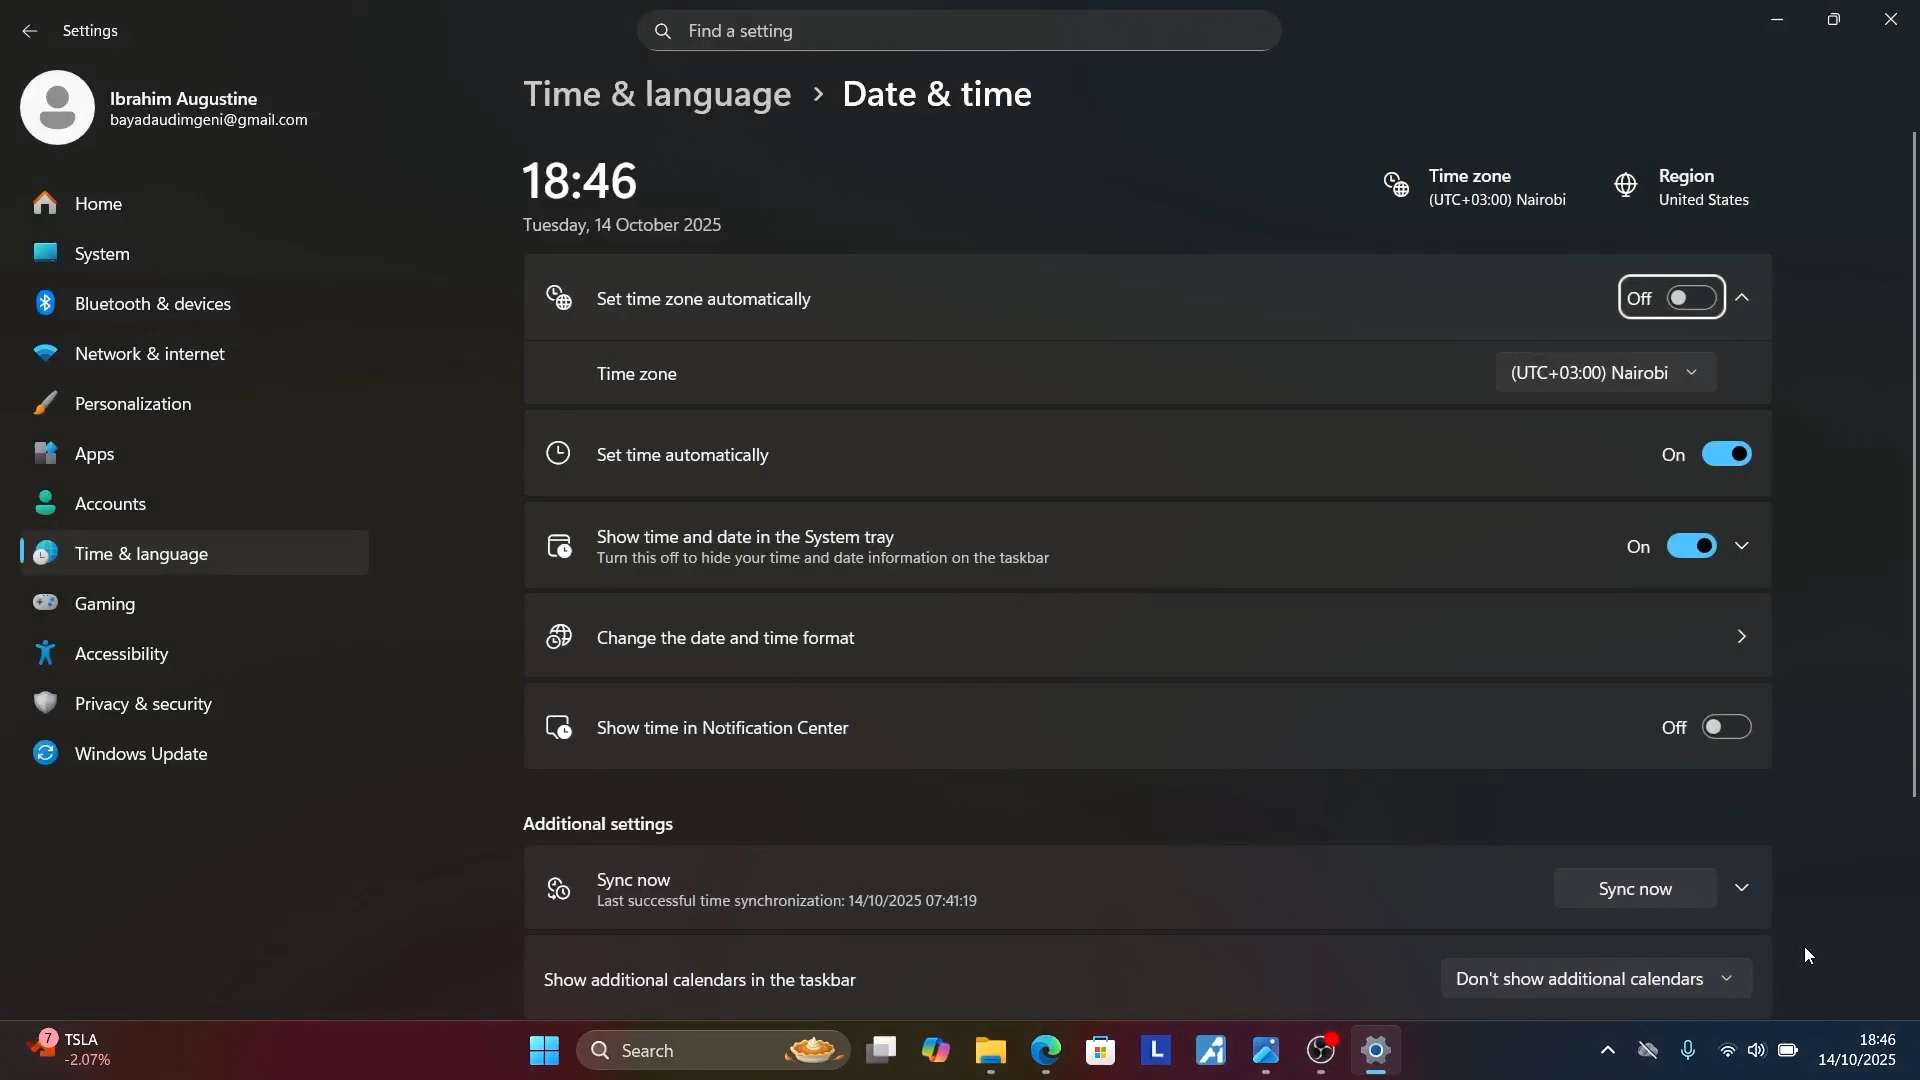 Settings
Find a setting
Ibrahim Augustine
bayadaudimgeni@gmail.com
Home
System
Bluetooth & devices
Network & internet
Personalization
Apps
Accounts
Time & language
Gaming
Accessibility
Privacy & security
Windows Update
Time & language > Date & time
18:46
Tuesday, 14 October 2025
Time zone
(UTC+03:00) Nairobi
Region
United States
Set time zone automatically
Off
Time zone
(UTC+03:00) Nairobi
Set time automatically
On
Show time and date in the System tray
Turn this off to hide your time and date information on the taskbar
On
Change the date and time format
Show time in Notification Center
Off
Additional settings
Sync now
Last successful time synchronization: 14/10/2025 07:41:19
Sync now
Show additional calendars in the taskbar
Don't show additional calendars
7
TSLA
-2.07%
Search
L
18:46
14/10/2025